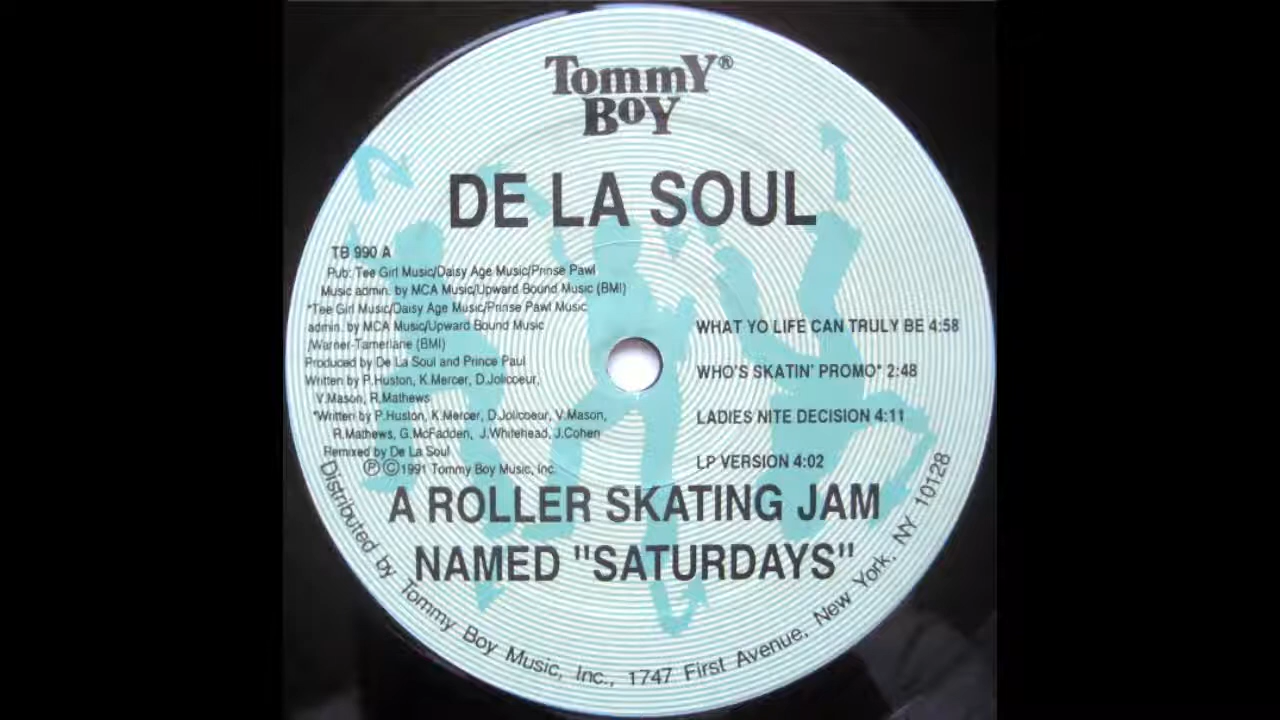 TOMMY®
BOY
DE LA SOUL
TB 990 A
Pub: Tee Girl Music/Daisy Age Music/Prinse Pawl
Music admin. by MCA Music/Upward Bound Music (BMI)
*Tee Girl Music/Daisy Age Music/Prinse Pawl Music
admin. by MCA Music/Upward Bound Music
/Warner-Tamerlane (BMI)
Produced by De La Soul and Prince Paul
Written by P.Huston, K.Mercer, D.Jolicoeur,
V.Mason, R.Mathews
*Written by P.Huston, K.Mercer, D.Jolicoeur, V.Mason,
R.Mathews, G.McFadden, J.Whitehead, J.Cohen
Remixed by De La Soul
Ⓟ©1991 Tommy Boy Music, Inc.
WHAT YO LIFE CAN TRULY BE 4:58
WHO'S SKATIN' PROMO* 2:48
LADIES NITE DECISION 4:11
LP VERSION 4:02
A ROLLER SKATING JAM
NAMED "SATURDAYS"
Distributed by Tommy Boy Music, Inc., 1747 First Avenue, New York, NY 10128